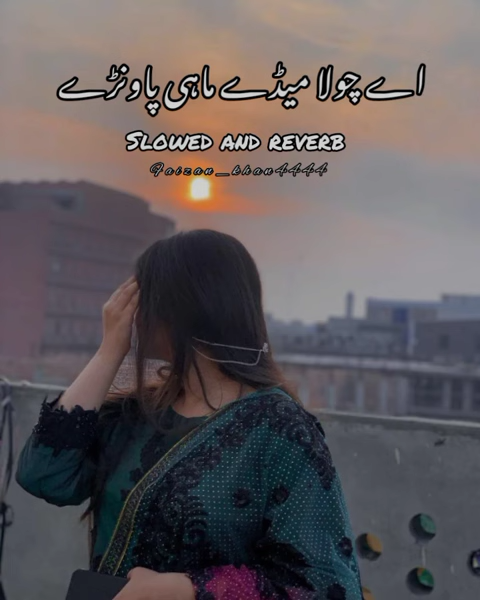 اے چولا میڈے ماہی پاونڑے
SLOWED AND REVERB
Faizan_khan4444